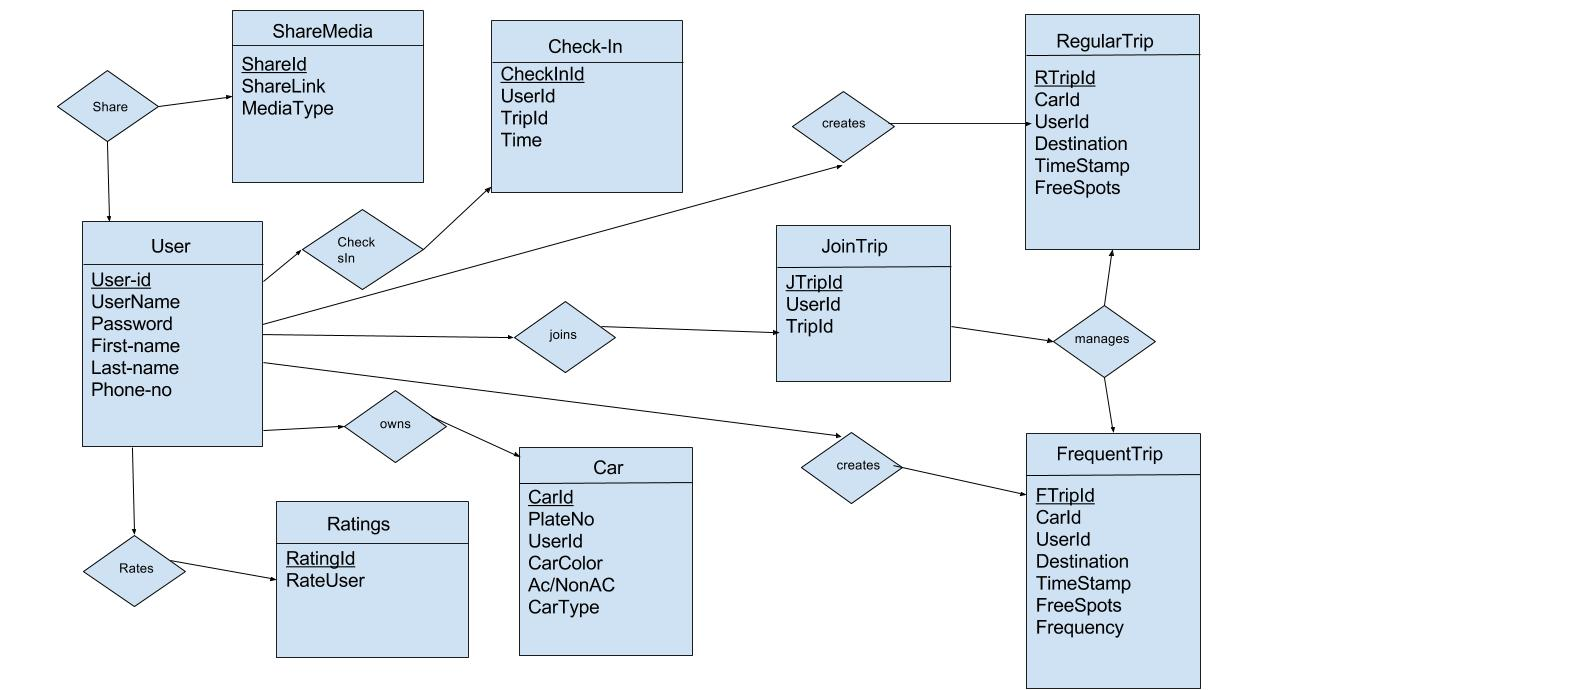 ShareMedia
ShareId
ShareLink
MediaType
Share
Check-In
CheckInId
UserId
TripId
Time
RegularTrip
RTripId
CarId
UserId
Destination
TimeStamp
FreeSpots
creates
User
User-id
UserName
Password
First-name
Last-name
Phone-no
Check
sIn
JoinTrip
JTripId
UserId
TripId
joins
manages
owns
Car
CarId
PlateNo
UserId
CarColor
Ac/NonAC
CarType
creates
FrequentTrip
FTripId
CarId
UserId
Destination
TimeStamp
FreeSpots
Frequency
Ratings
RatingId
RateUser
Rates